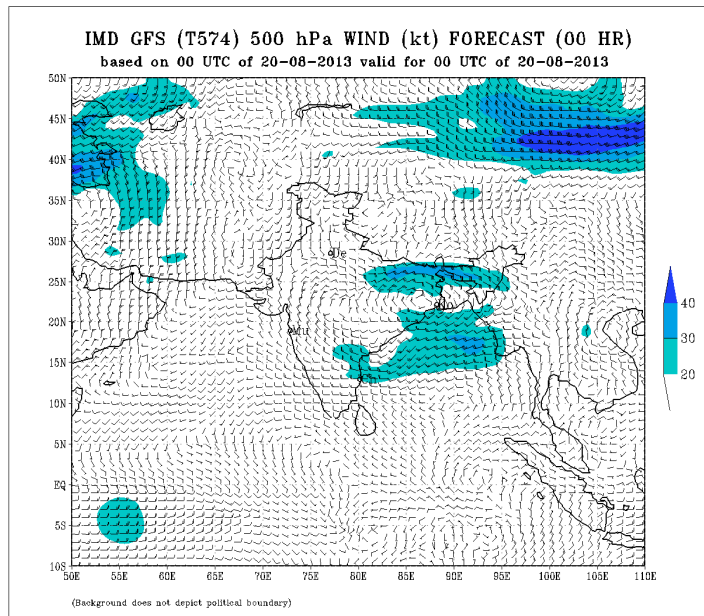 IMD GFS (T574) 500 hPa WIND (kt) FORECAST (00 HR)
based on 00 UTC of 20-08-2013 valid for 00 UTC of 20-08-2013
50N
45N
40N
35N
30N
25N
20N
15N
10N
5N
EQ
5S
10S
De
Mu
40
30
20
50E 55E 60E 65E 70E 75E 80E 85E 90E 95E 100E 105E 110E
(Background does not depict political boundary)